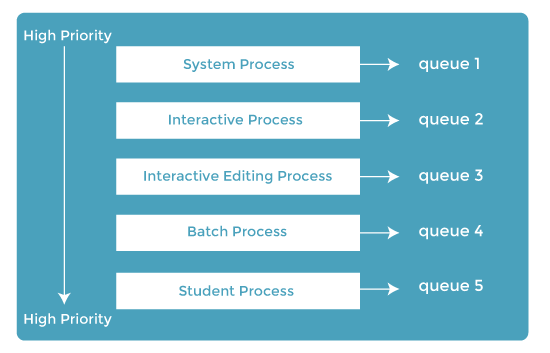 High Priority
System Process
queue 1
Interactive Process
queue 2
Interactive Editing Process
queue 3
Batch Process
queue 4
Student Process
queue 5
High Priority